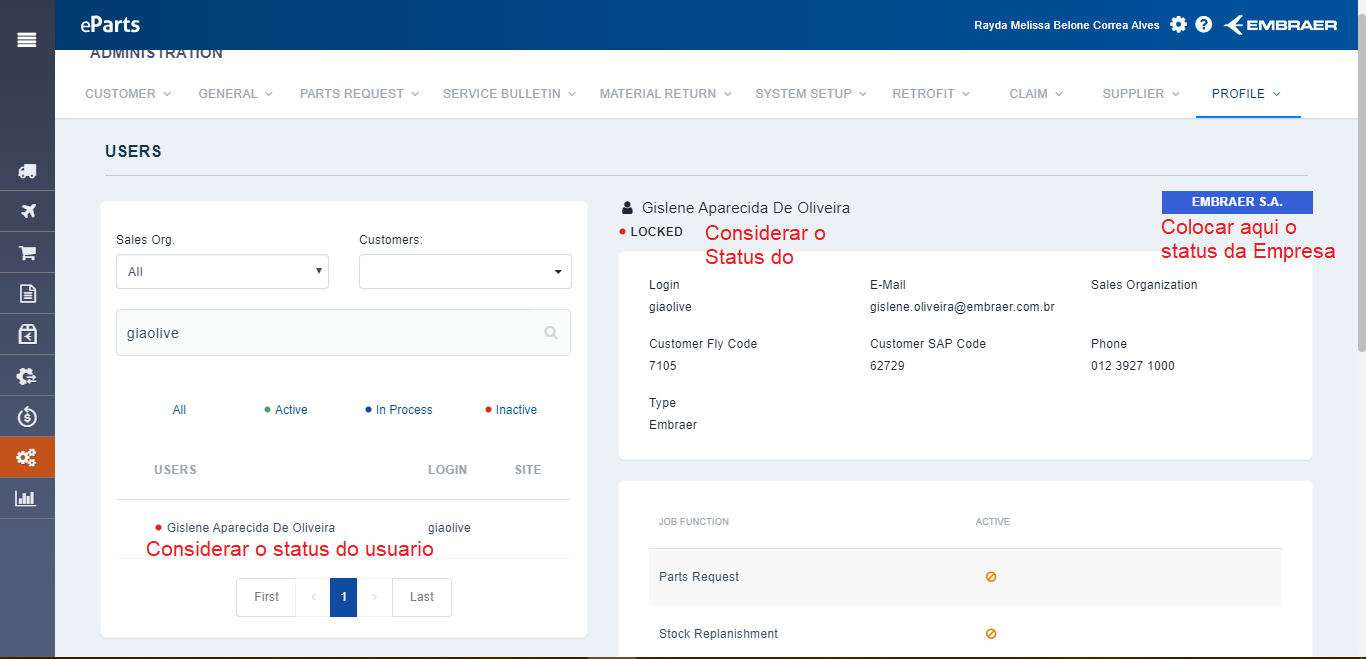 eParts
Rayda Melissa Belone Correa Alves
EMBRAER
ADMINISTRATION
CUSTOMER GENERAL PARTS REQUEST SERVICE BULLETIN MATERIAL RETURN SYSTEM SETUP RETROFIT CLAIM SUPPLIER PROFILE
USERS
Sales Org.
Customers:
All
giaolive
All Active In Process Inactive
USERS LOGIN SITE
Gislene Aparecida De Oliveira giaolive
Considerar o status do usuario
First ‹ 1 › Last
Gislene Aparecida De Oliveira
LOCKED
Considerar o
Status do
EMBRAER S.A.
Colocar aqui o
status da Empresa
Login E-Mail Sales Organization
giaolive gislene.oliveira@embraer.com.br
Customer Fly Code Customer SAP Code Phone
7105 62729 012 3927 1000
Type
Embraer
JOB FUNCTION ACTIVE
Parts Request
Stock Replanishment